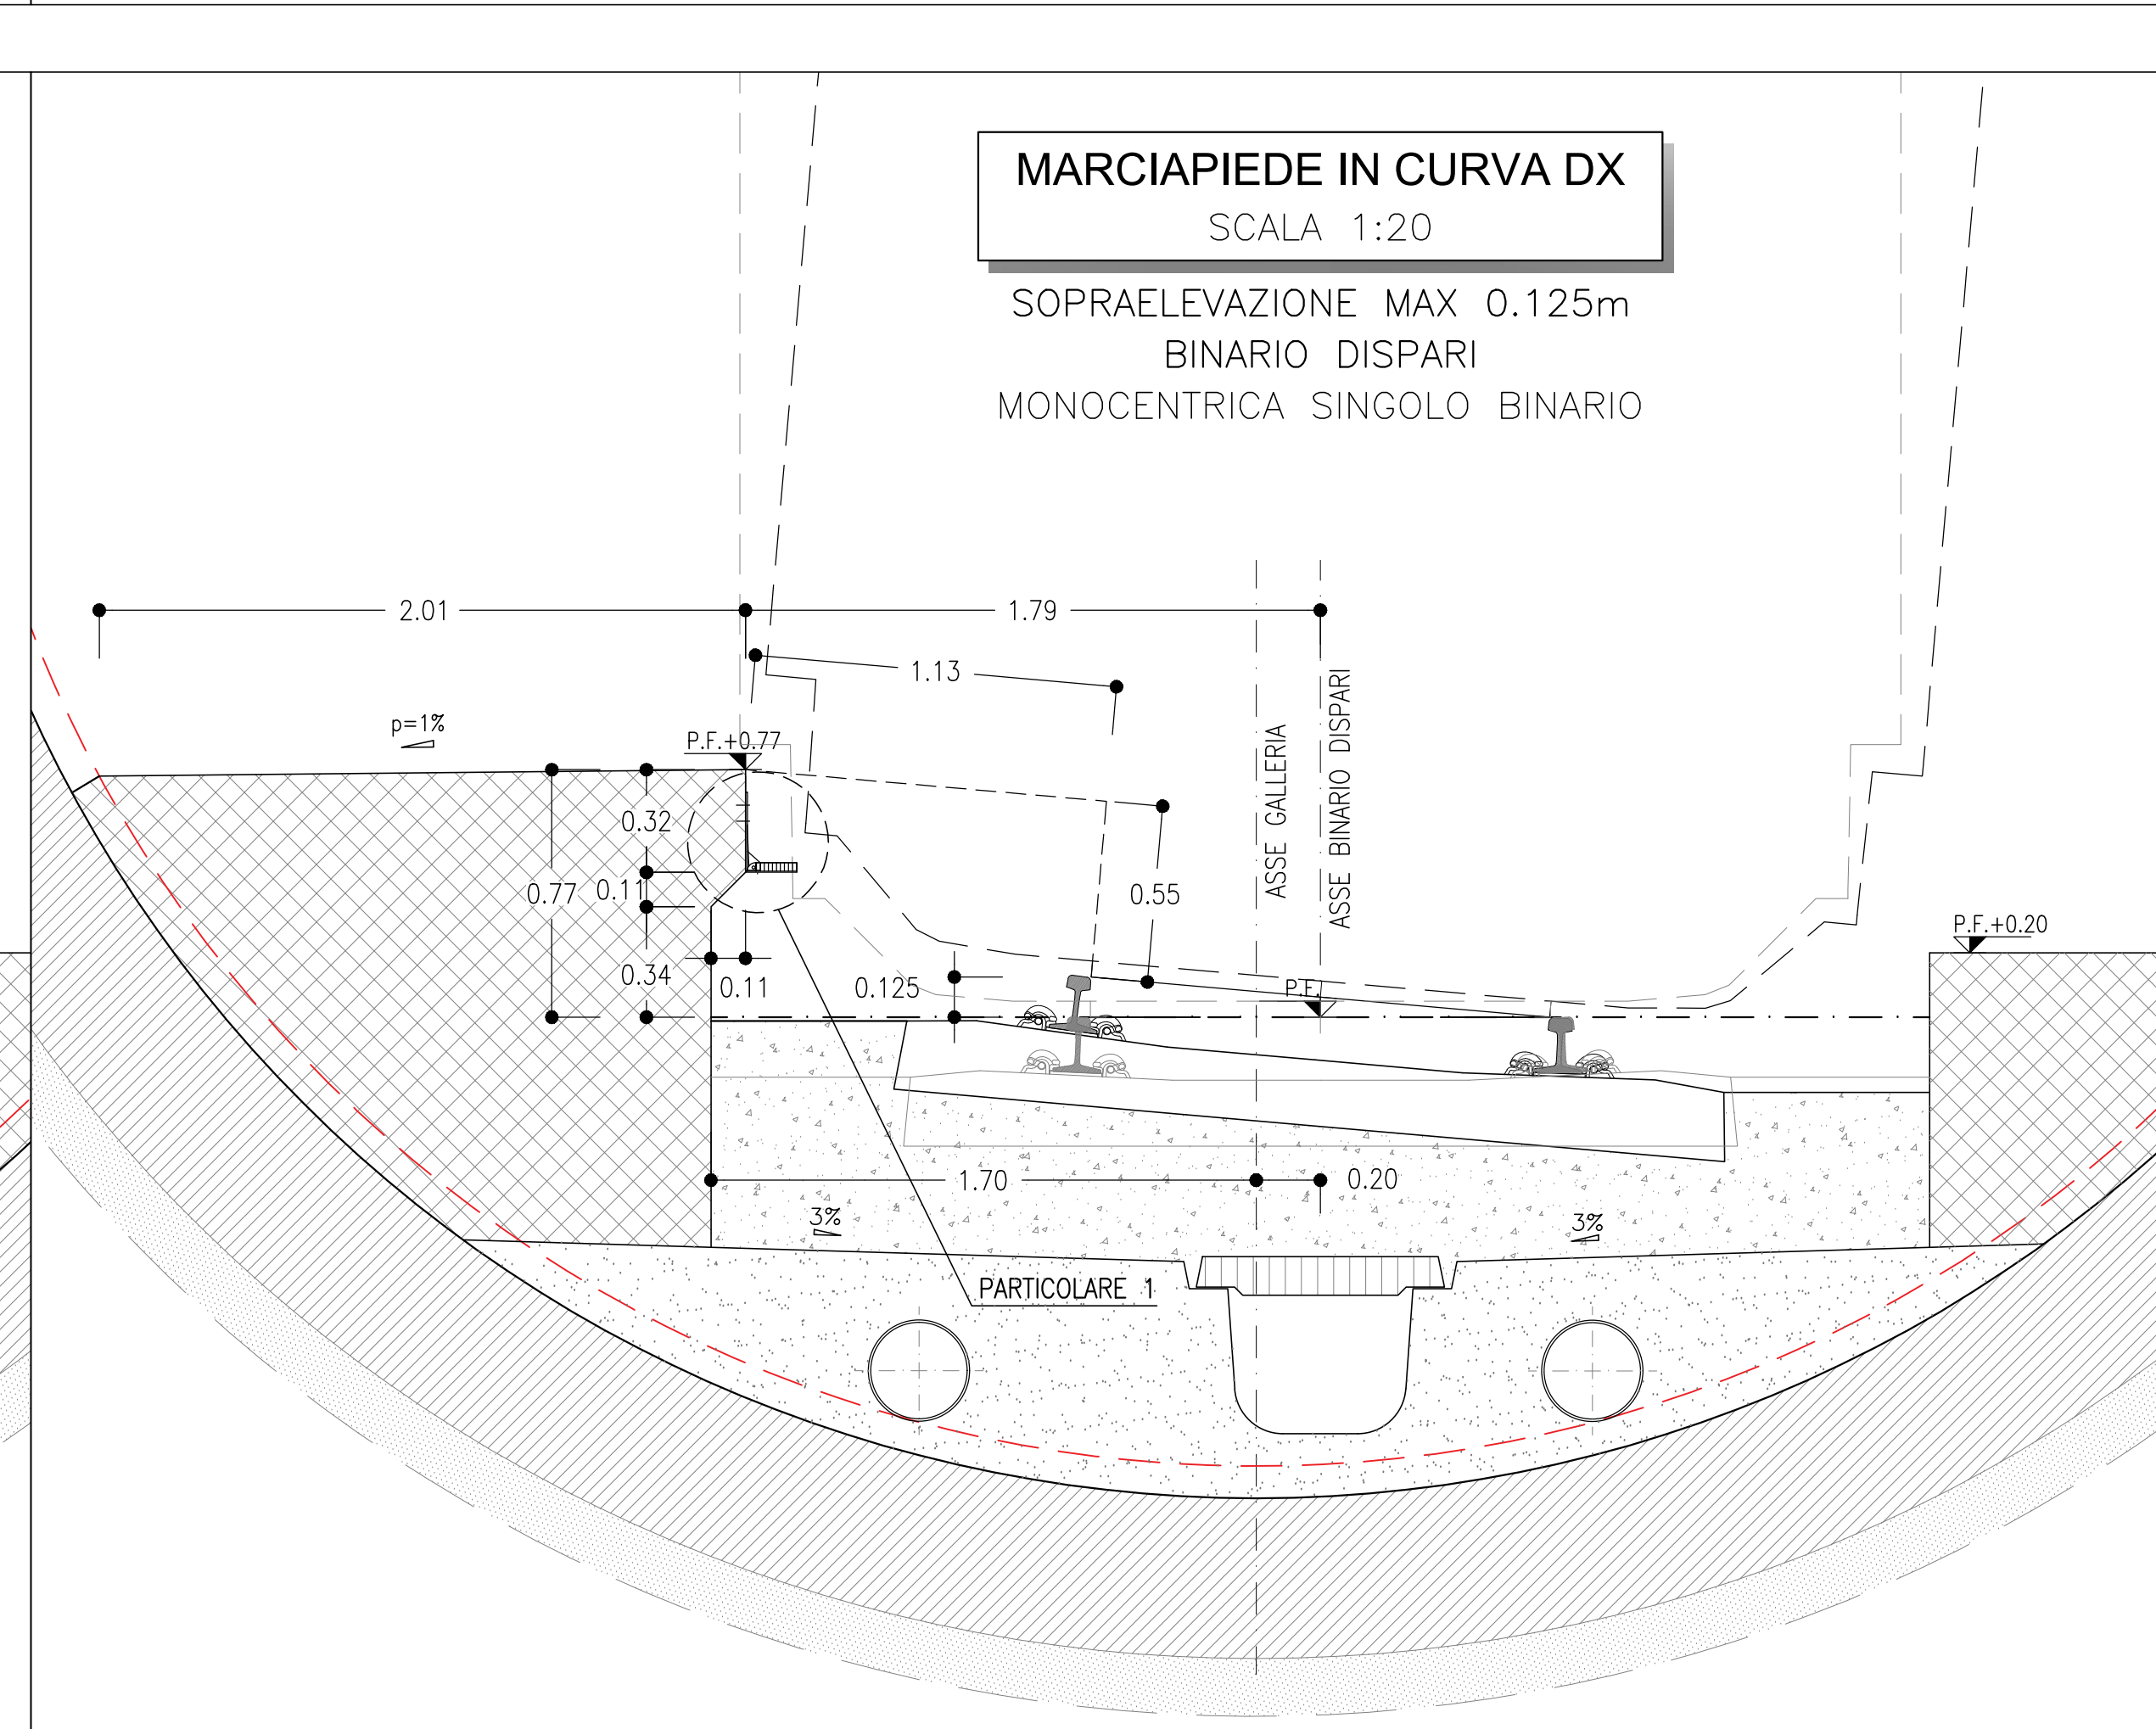 MARCIAPIEDE IN CURVA DX
SCALA 1:20
SOPRAELEVAZIONE MAX 0.125m
BINARIO DISPARI
MONOCENTRICA SINGOLO BINARIO
2.01
1.79
1.13
p=1%
P.F.+0.77
ASSE GALLERIA
ASSE BINARIO DISPARI
0.32
0.77
0.11
0.55
P.F.+0.20
0.34
0.11
0.125
P.F.
1.70
0.20
3%
3%
PARTICOLARE 1